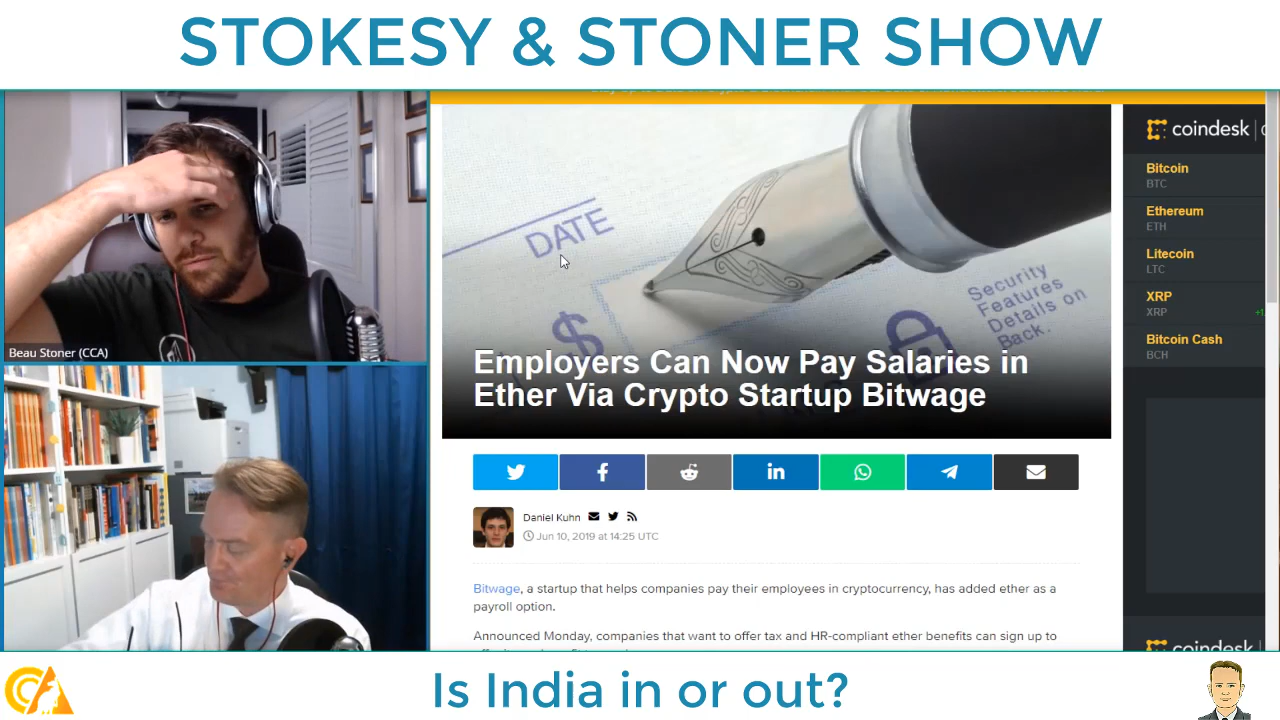 STOKESY & STONER SHOW
Beau Stoner (CCA)
DATE
$
Security
Features
Details on
Back.
Employers Can Now Pay Salaries in
Ether Via Crypto Startup Bitwage
Daniel Kuhn
Jun 10, 2019 at 14:25 UTC
Bitwage, a startup that helps companies pay their employees in cryptocurrency, has added ether as a
payroll option.
Announced Monday, companies that want to offer tax and HR-compliant ether benefits can sign up to
coindesk
Bitcoin
BTC
Ethereum
ETH
Litecoin
LTC
XRP
XRP
Bitcoin Cash
BCH
coindesk
Is India in or out?